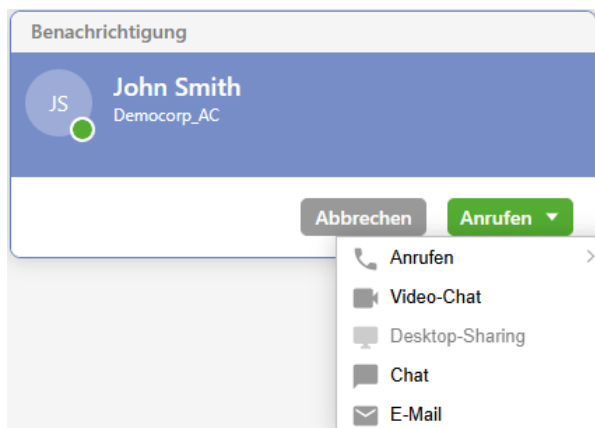 Benachrichtigung
JS
John Smith
Democorp_AC
Abbrechen
Anrufen
Anrufen
Video-Chat
Desktop-Sharing
Chat
E-Mail